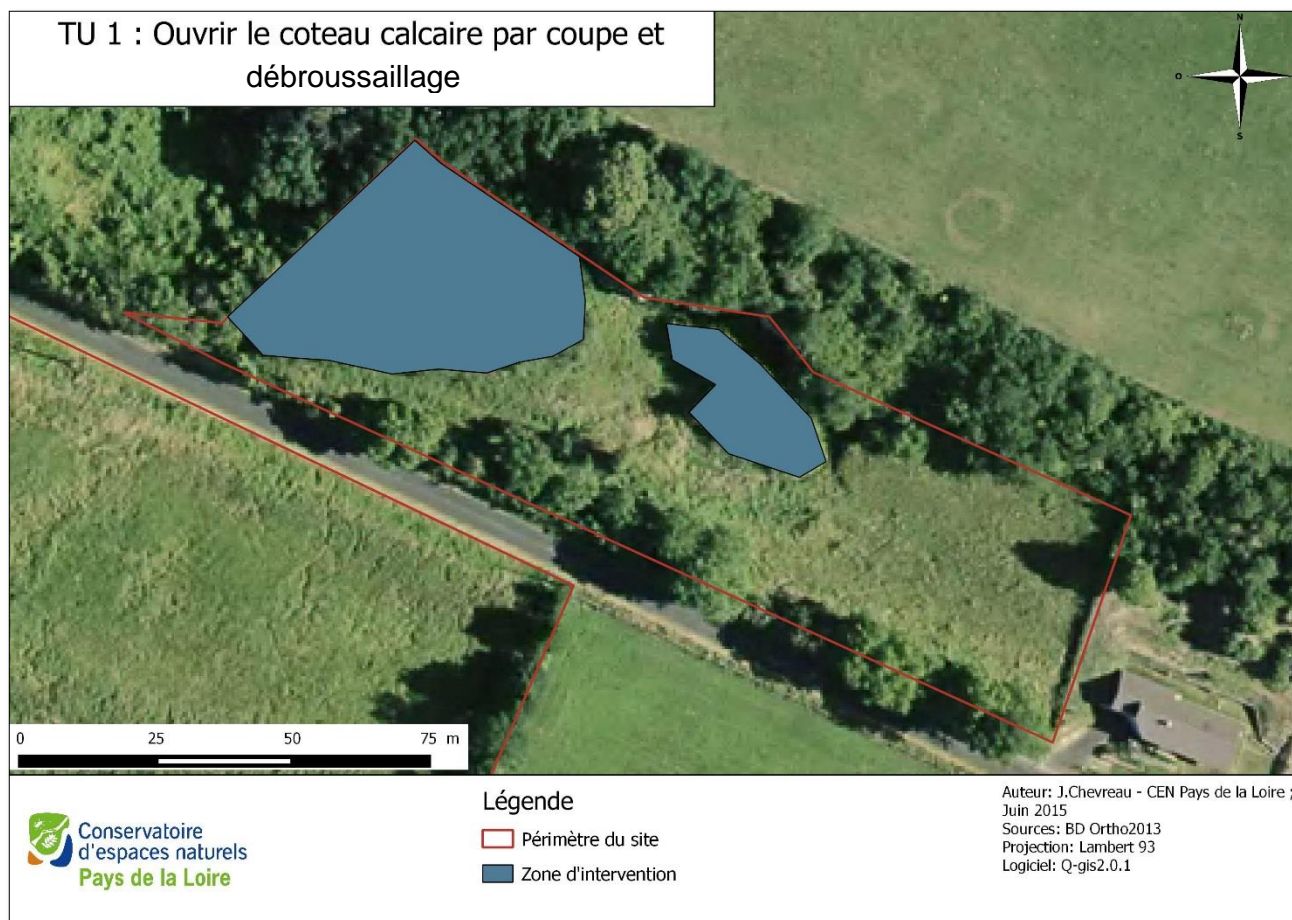 TU 1 : Ouvrir le coteau calcaire par coupe et
débroussaillage
N
O
S
0 25 50 75 m
Conservatoire
d'espaces naturels
Pays de la Loire
Légende
Périmètre du site
Zone d'intervention
Auteur: J.Chevreau - CEN Pays de la Loire ;
Juin 2015
Sources: BD Ortho2013
Projection: Lambert 93
Logiciel: Q-gis2.0.1